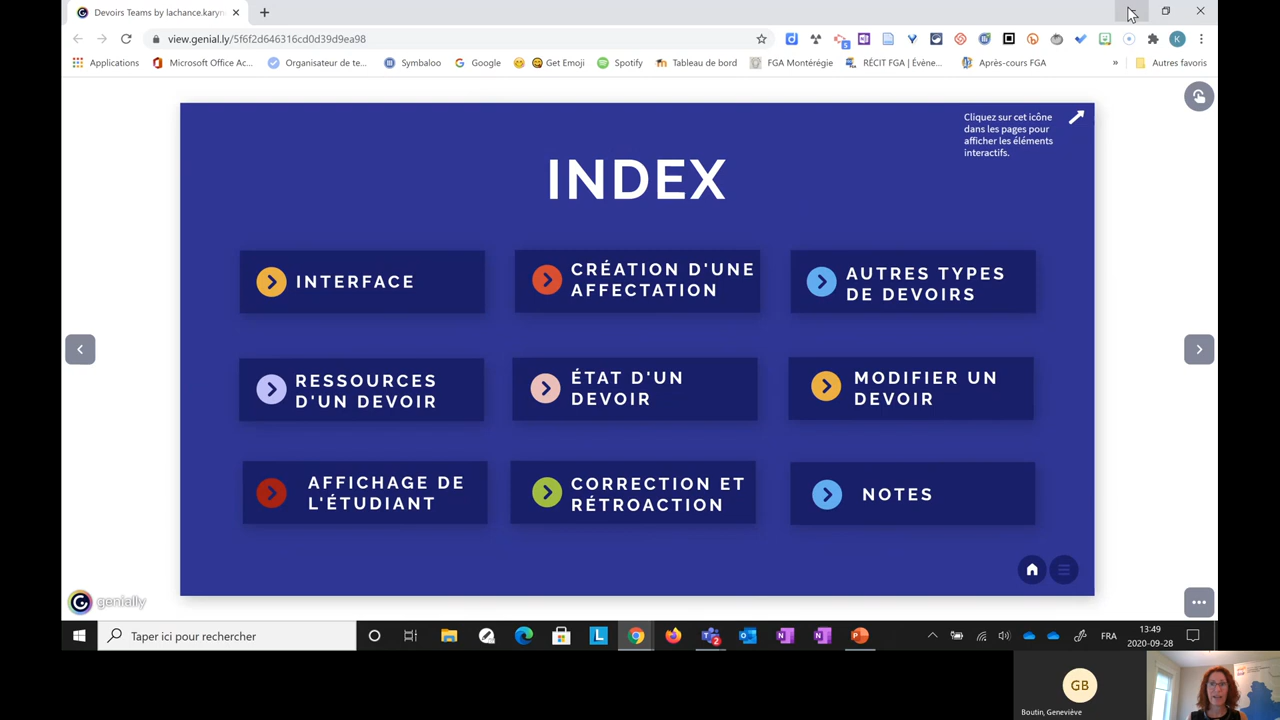 Devoirs Teams by lachance.karyn
view.genial.ly/5f6f2d646316cd0d39d9ea98
Applications
Microsoft Office Ac...
Organisateur de te...
Symbaloo
Google
Get Emoji
Spotify
Tableau de bord
FGA Montérégie
RÉCIT FGA | Évène...
Après-cours FGA
»
Autres favoris
Cliquez sur cet icône
dans les pages pour
afficher les éléments
interactifs.
INDEX
INTERFACE
CRÉATION D'UNE
AFFECTATION
AUTRES TYPES
DE DEVOIRS
RESSOURCES
D'UN DEVOIR
ÉTAT D'UN
DEVOIR
MODIFIER UN
DEVOIR
AFFICHAGE DE
L'ÉTUDIANT
CORRECTION ET
RÉTROACTION
NOTES
genially
Taper ici pour rechercher
FRA
13:49
2020-09-28
GB
Boutin, Geneviève